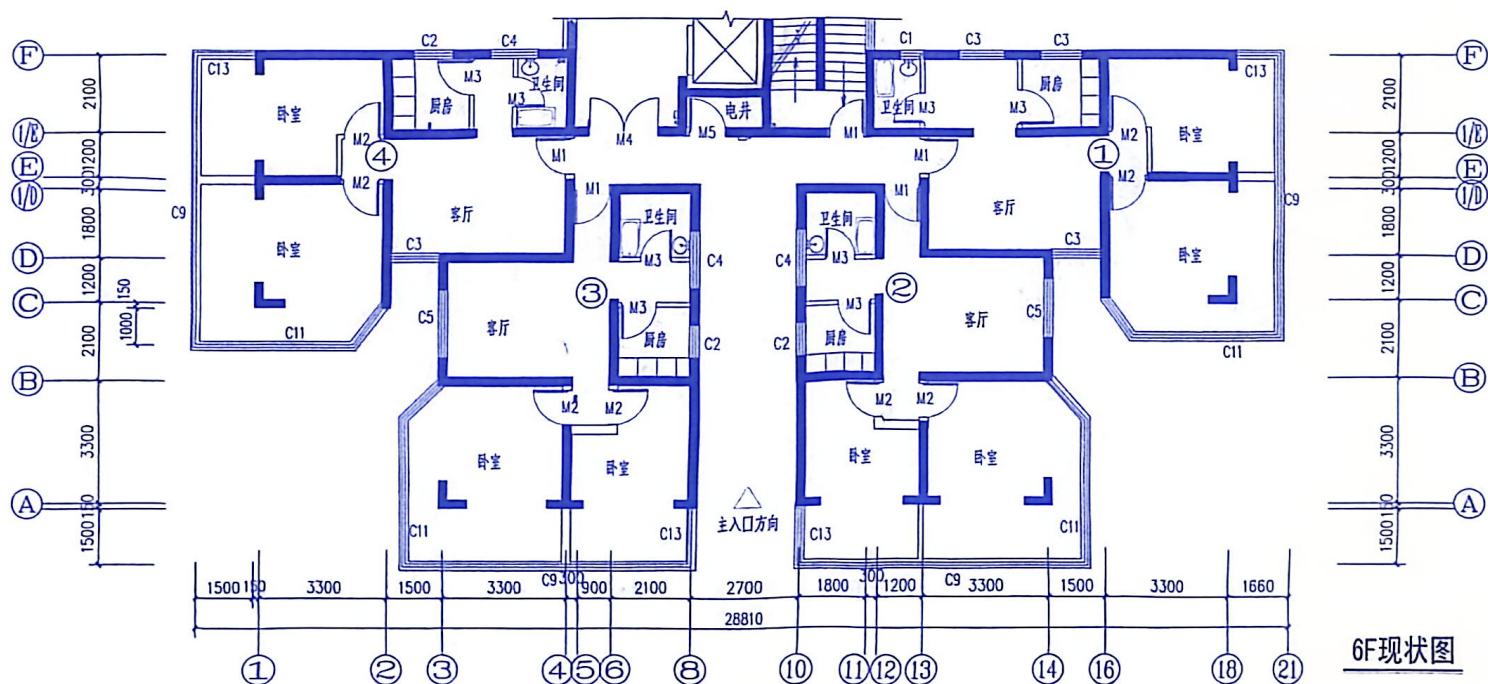 C2 C4 C1 C3 C3
F C13 M3 卫生间 卫生间 M3 C13 F
2100 卧室 厨房 M3 电井 M3 厨房 卧室 2100
1/E M2 M4 M5 M1 M2 1/E
1200 ④ M1 M1 ① 1200
E M2 M2 E
300 M1 M1 300
1/D 1/D
1800 C9 客厅 卫生间 卫生间 客厅 C9 1800
卧室 卧室
D C3 M3 M3 C3 D
1200 C4 C4 1200
150 ③ ②
C C
1000 C11 C5 客厅 M3 M3 客厅 C5 C11
2100 厨房 C2 C2 厨房 2100
B B
M2 M2 M2 M2
3300 卧室 卧室 卧室 卧室 3300
A A
150 C11 C13 主入口方向 C13 C11 150
1500 1500
C9 C9
1500 150 3300 1500 3300 300 900 2100 2700 1800 300 1200 3300 1500 3300 1660
28810
① ② ③ ④ ⑤ ⑥ ⑧ ⑩ ⑪ ⑫ ⑬ ⑭ ⑯ ⑱ ㉑
6F现状图